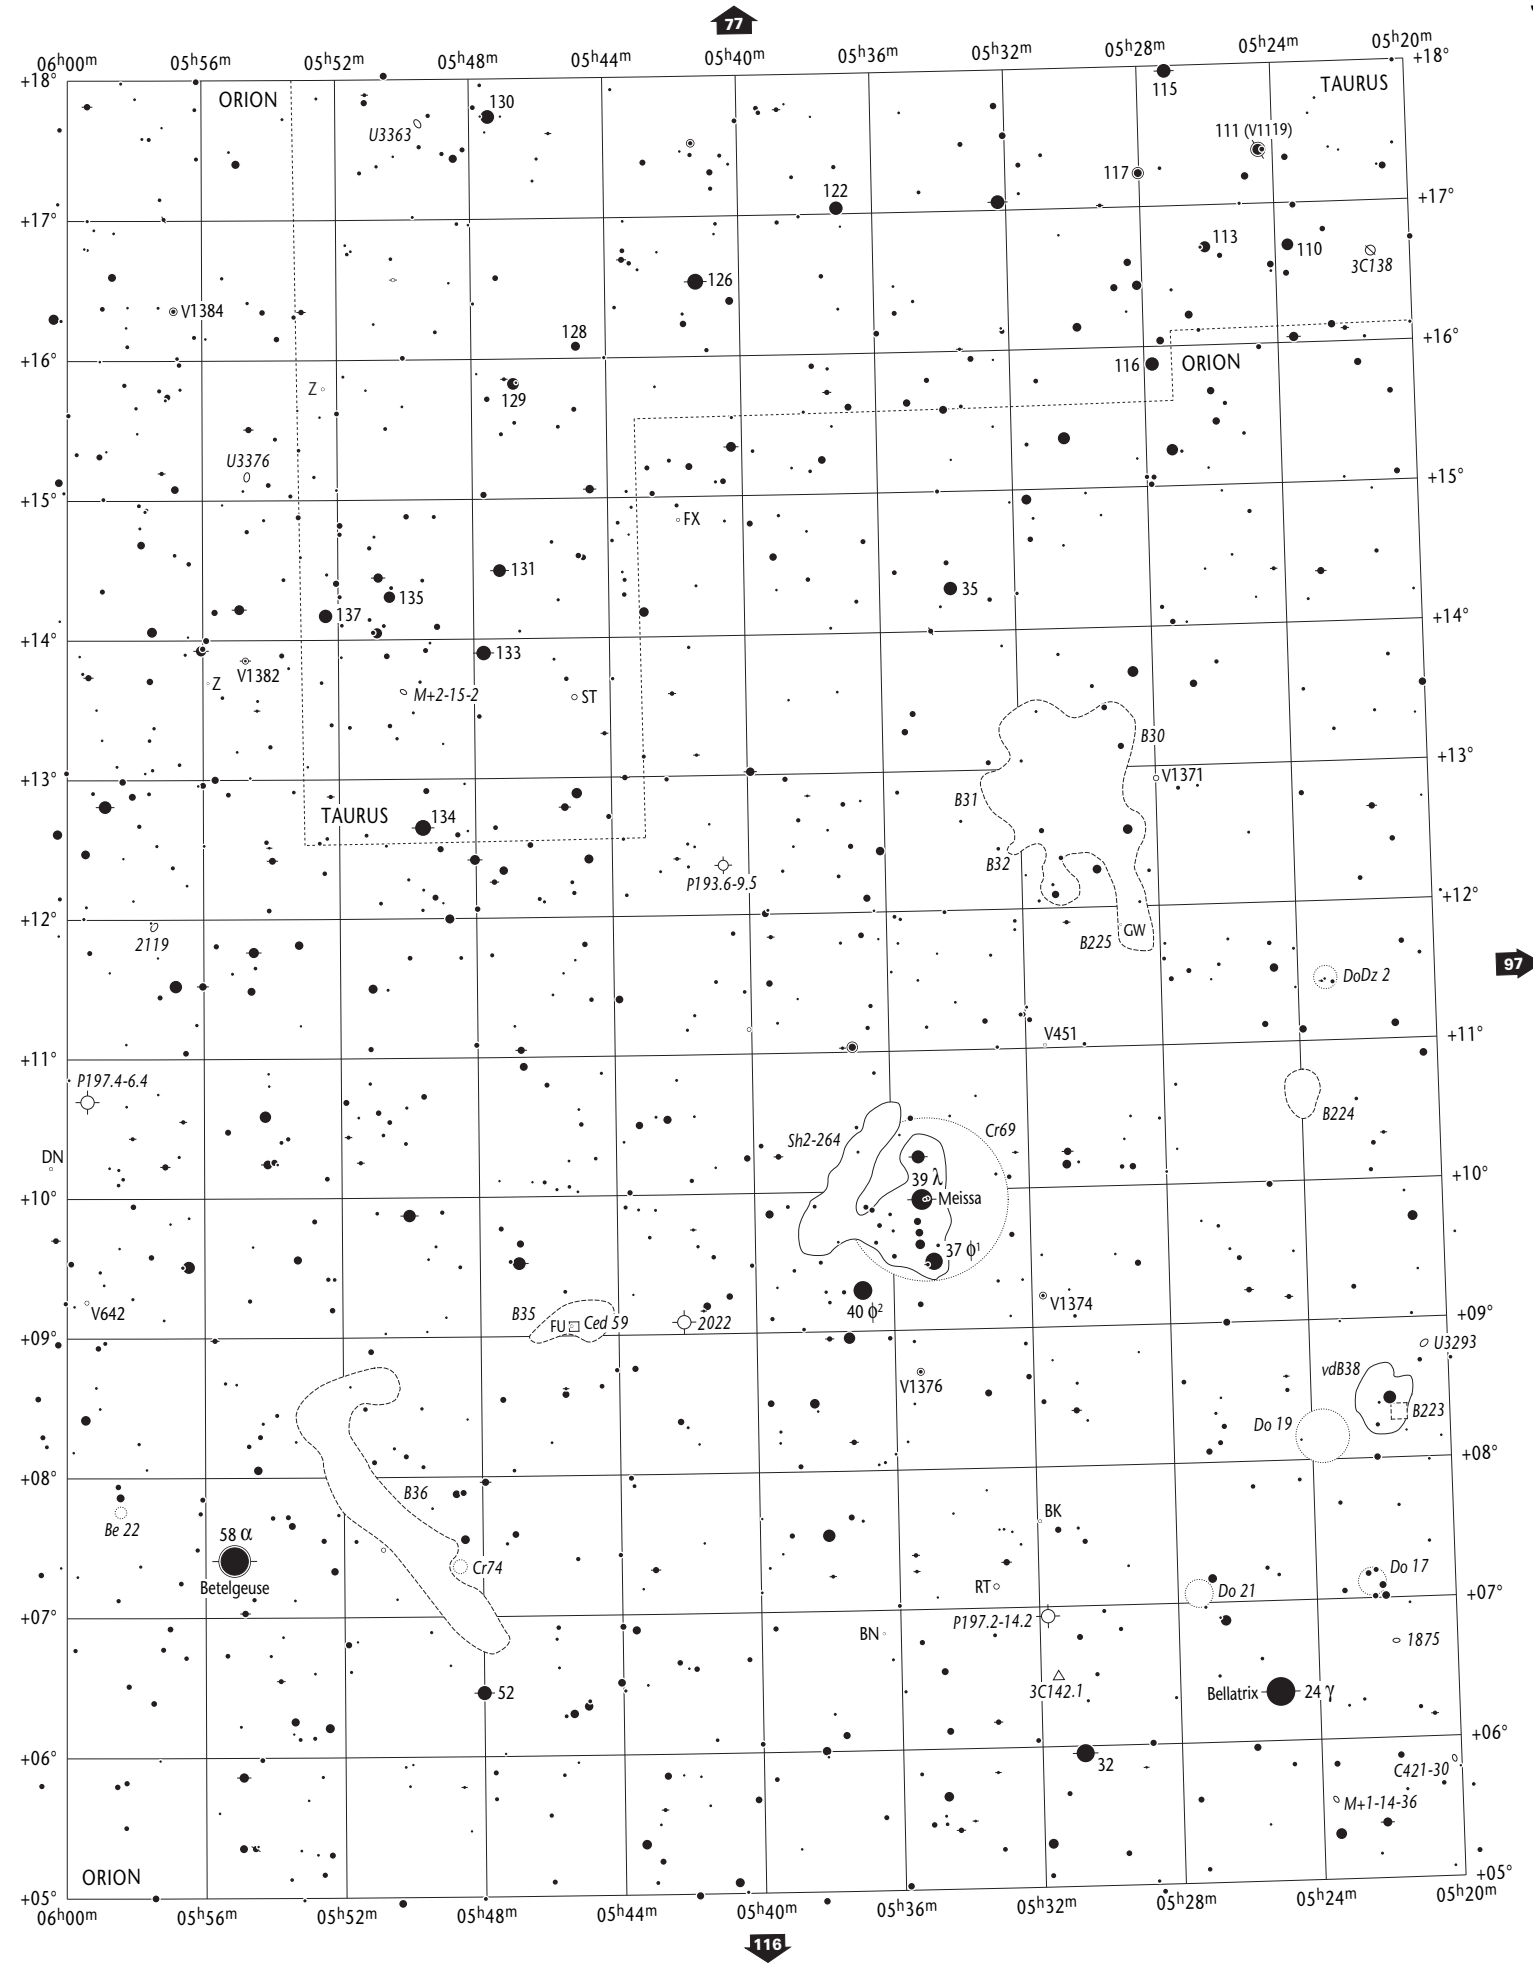 77
06h00m 05h56m 05h52m 05h48m 05h44m 05h40m 05h36m 05h32m 05h28m 05h24m 05h20m
+18° +18°
ORION TAURUS
115
130
U3363
111 (V1119)
117
122
+17° +17°
113 110
3C138
126
V1384
128
+16° +16°
116 ORION
Z
129
U3376
+15° +15°
FX
131
135 35
137
+14° +14°
133
V1382
Z
M+2-15-2 ST
B30
+13° +13°
V1371
B31
TAURUS 134
B32
P193.6-9.5
+12° +12°
2119
GW
B225
97
DoDz 2
V451
+11° +11°
P197.4-6.4
B224
Cr69
Sh2-264
DN
39 λ
+10° +10°
Meissa
37 ϕ1
V1374
40 ϕ2
V642
B35
FU Ced 59 2022
+09° +09°
U3293
vdB38
V1376
B223
Do 19
+08° +08°
B36
BK
Be 22
58 α
Cr74
Do 17
Betelgeuse
RT Do 21
+07° +07°
P197.2-14.2
BN
1875
3C142.1
52
Bellatrix 24 γ
+06° +06°
32
C421-30
M+1-14-36
ORION
+05° +05°
06h00m 05h56m 05h52m 05h48m 05h44m 05h40m 05h36m 05h32m 05h28m 05h24m 05h20m
116